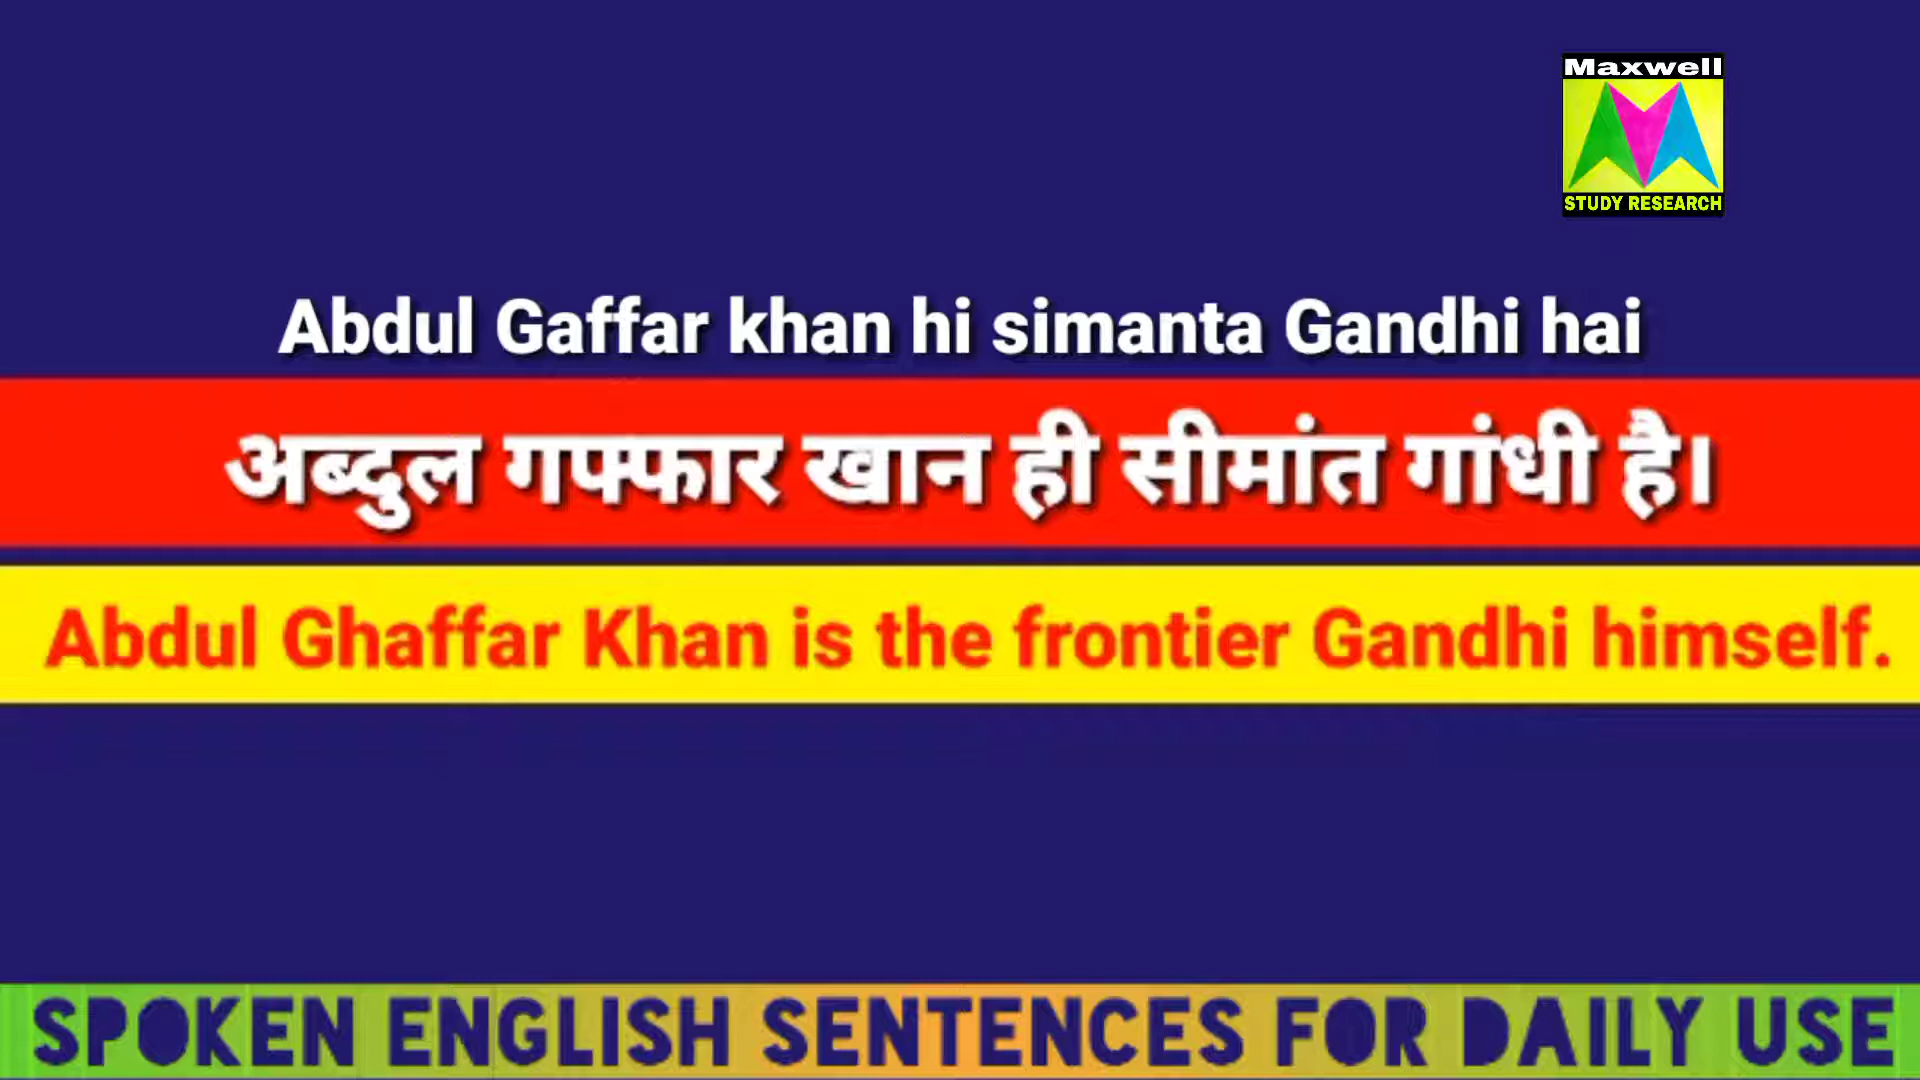 Maxwell
STUDY RESEARCH
Abdul Gaffar khan hi simanta Gandhi hai
अब्दुल गफ्फार खान ही सीमांत गांधी है।
Abdul Ghaffar Khan is the frontier Gandhi himself.
SPOKEN ENGLISH SENTENCES FOR DAILY USE